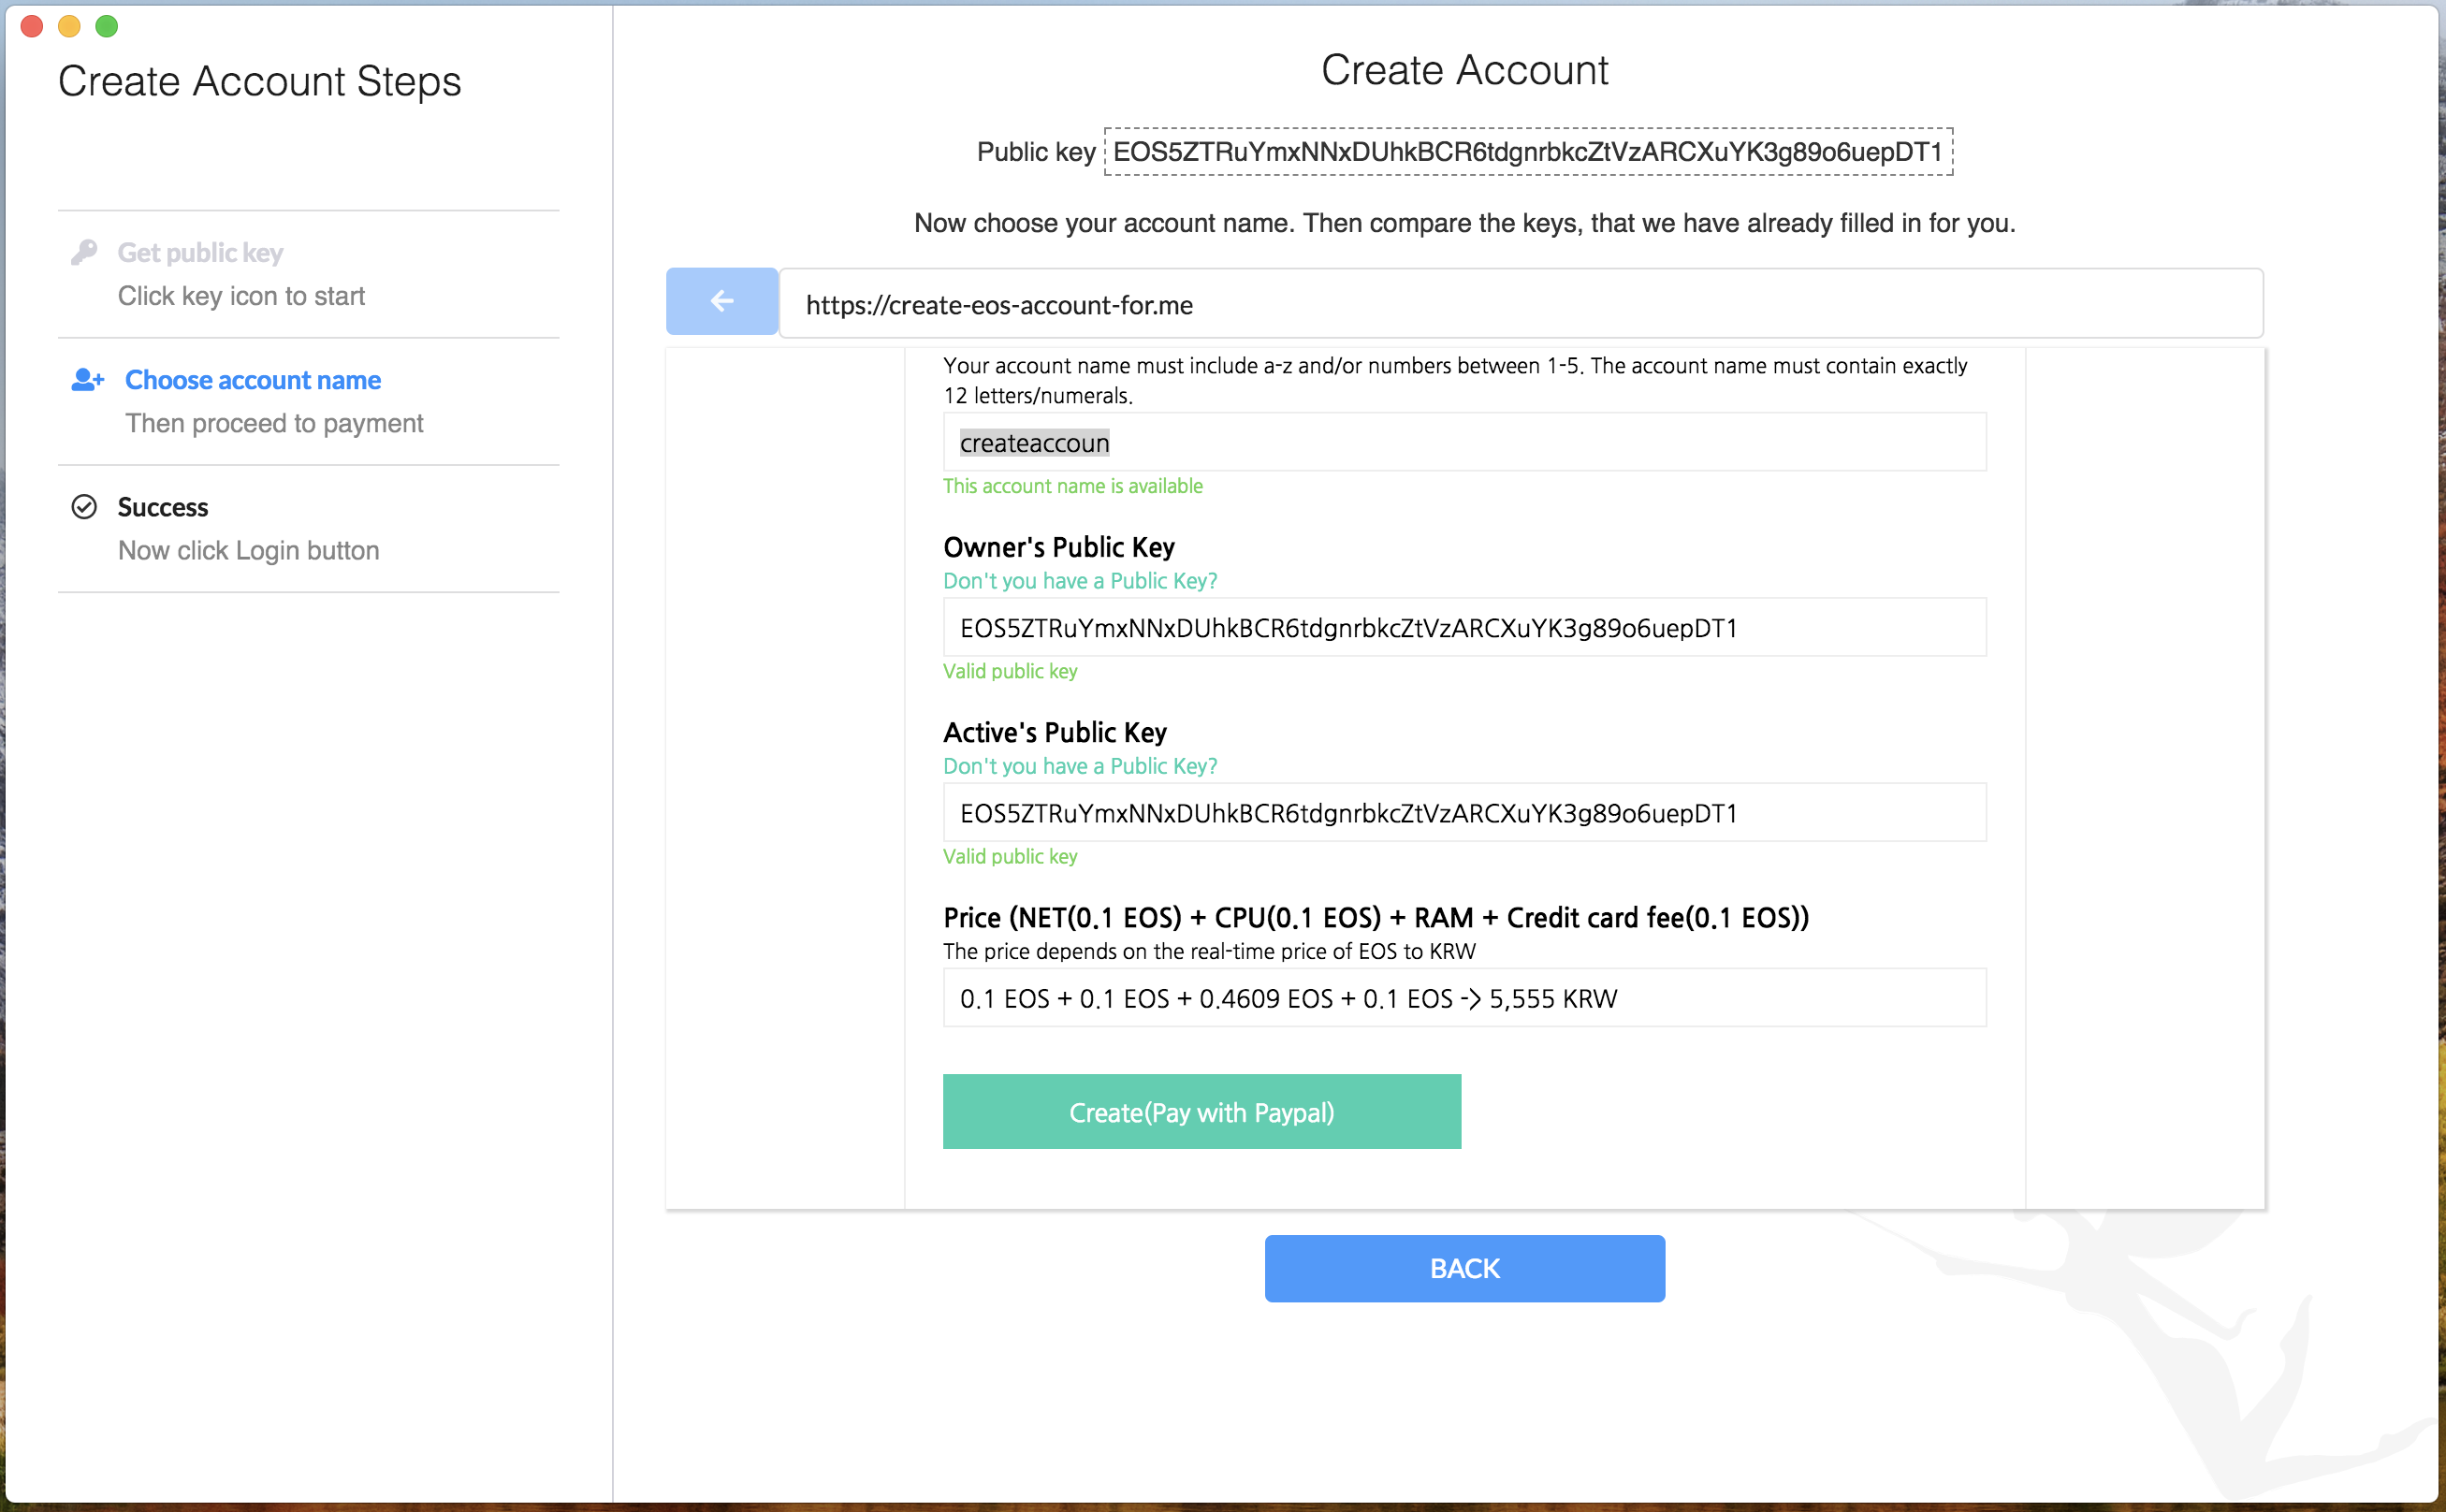 Create Account Steps
Get public key
Click key icon to start
Choose account name
Then proceed to payment
Success
Now click Login button
Create Account
Public key EOS5ZTRuYmxNNxDUhkBCR6tdgnrbkcZtVzARCXuYK3g89o6uepDT1
Now choose your account name. Then compare the keys, that we have already filled in for you.
https://create-eos-account-for.me
Your account name must include a-z and/or numbers between 1-5. The account name must contain exactly
12 letters/numerals.
createaccoun
This account name is available
Owner's Public Key
Don't you have a Public Key?
EOS5ZTRuYmxNNxDUhkBCR6tdgnrbkcZtVzARCXuYK3g89o6uepDT1
Valid public key
Active's Public Key
Don't you have a Public Key?
EOS5ZTRuYmxNNxDUhkBCR6tdgnrbkcZtVzARCXuYK3g89o6uepDT1
Valid public key
Price (NET(0.1 EOS) + CPU(0.1 EOS) + RAM + Credit card fee(0.1 EOS))
The price depends on the real-time price of EOS to KRW
0.1 EOS + 0.1 EOS + 0.4609 EOS + 0.1 EOS -> 5,555 KRW
Create(Pay with Paypal)
BACK